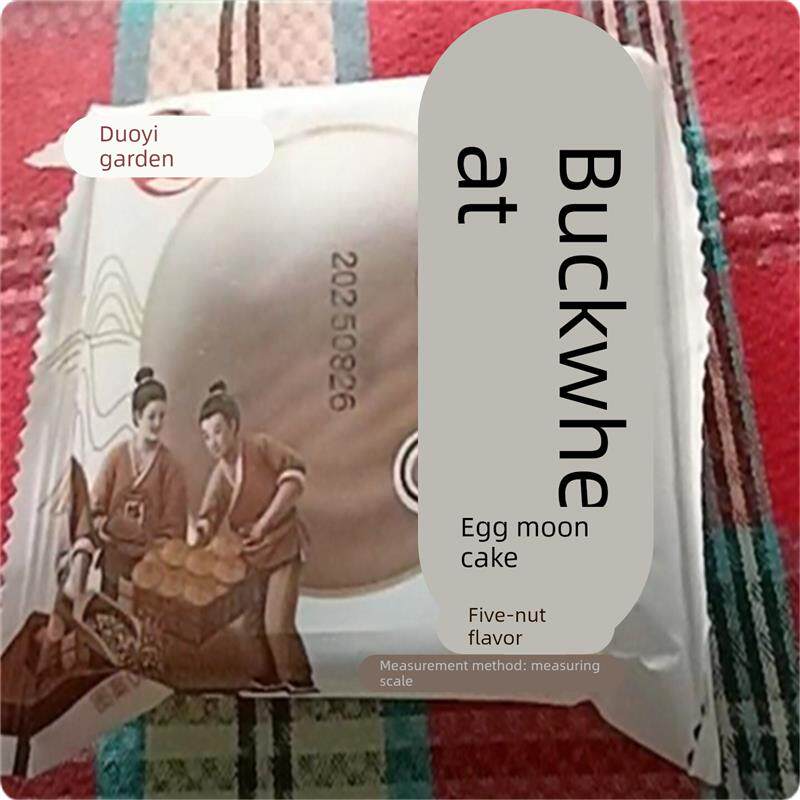 Duoyi
garden
20250826
Buckwhe
at
Egg moon
cake
Five-nut
flavor
Measurement method: measuring
scale